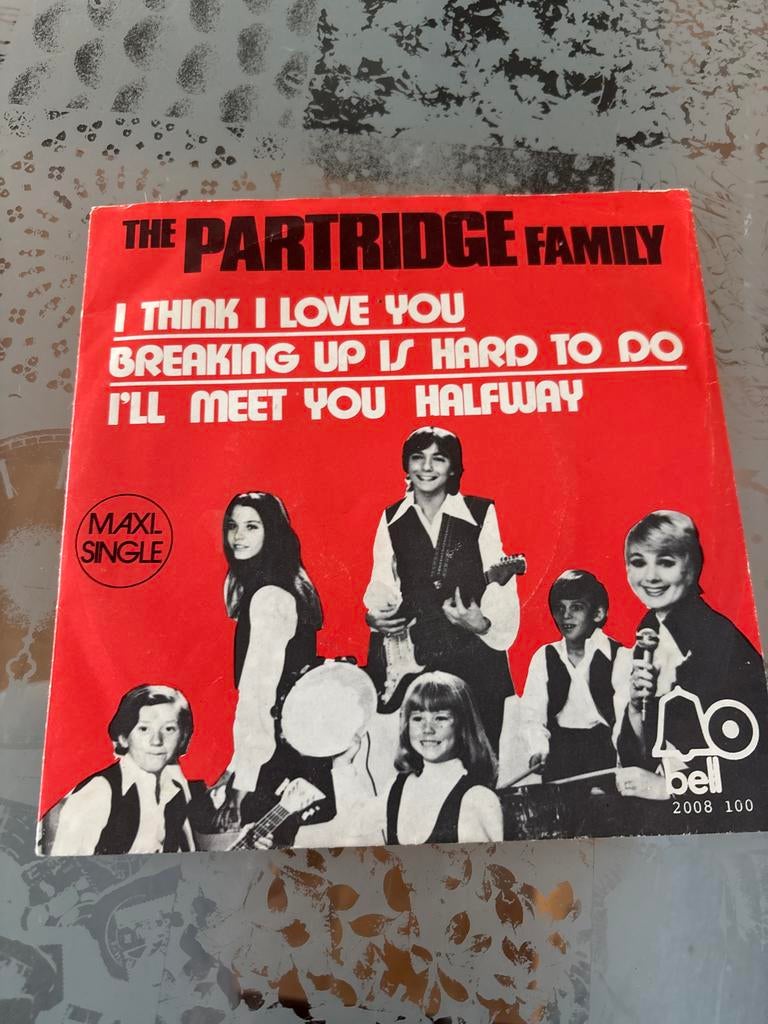 THE PARTRIDGE FAMILY
I THINK I LOVE YOU
BREAKING UP IS HARD TO DO
I'LL MEET YOU HALFWAY
MAXI
SINGLE
bell
2008 100